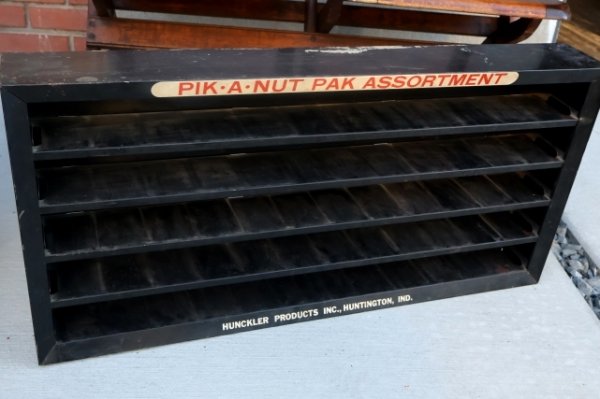 PIK·A·NUT PAK ASSORTMENT
HUNCKLER PRODUCTS INC., HUNTINGTON, IND.